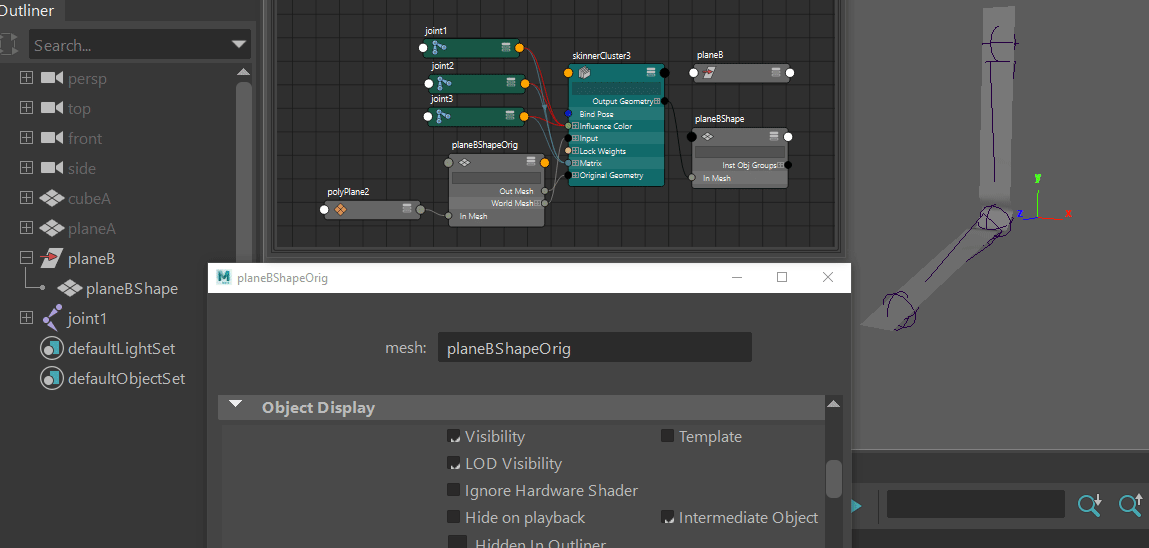 Outliner
Search...
persp
top
front
side
cubeA
planeA
planeB
planeBShape
joint1
defaultLightSet
defaultObjectSet
joint1
joint2
joint3
planeBShapeOrig
Out Mesh
World Mesh
In Mesh
polyPlane2
skinnerCluster3
Output Geometry
Bind Pose
Influence Color
Input
Lock Weights
Matrix
Original Geometry
planeB
planeBShape
Inst Obj Groups
In Mesh
y
z
x
M planeBShapeOrig
mesh: planeBShapeOrig
Object Display
Visibility Template
LOD Visibility
Ignore Hardware Shader
Hide on playback Intermediate Object
Hidden In Outliner